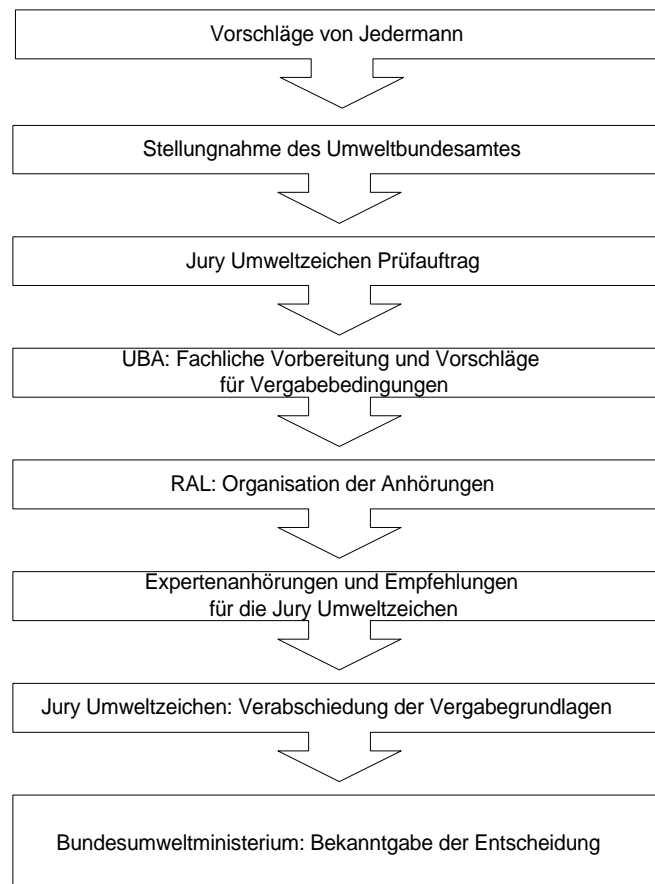 Vorschläge von Jedermann
Stellungnahme des Umweltbundesamtes
Jury Umweltzeichen Prüfauftrag
UBA: Fachliche Vorbereitung und Vorschläge
für Vergabebedingungen
RAL: Organisation der Anhörungen
Expertenanhörungen und Empfehlungen
für die Jury Umweltzeichen
Jury Umweltzeichen: Verabschiedung der Vergabegrundlagen
Bundesumweltministerium: Bekanntgabe der Entscheidung